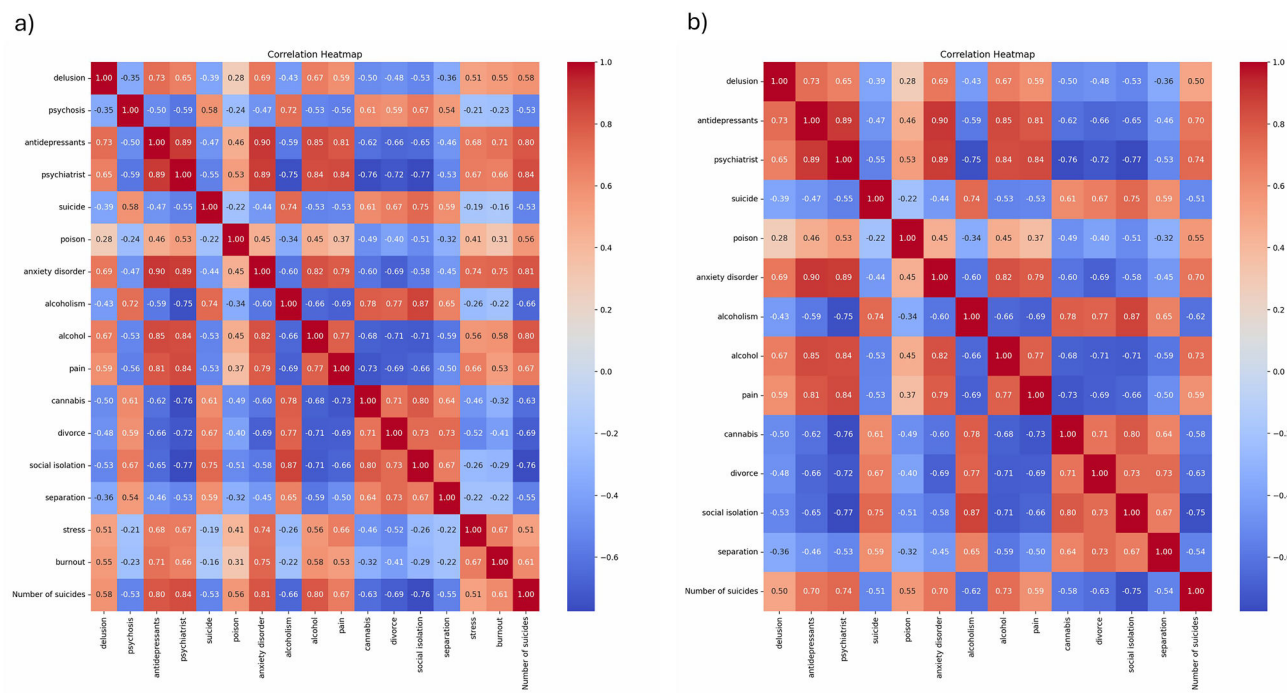 a)
Correlation Heatmap
delusion 1.00 -0.35 0.73 0.65 -0.39 0.28 0.69 -0.43 0.67 0.59 -0.50 -0.48 -0.53 -0.36 0.51 0.55 0.58
psychosis -0.35 1.00 -0.50 -0.59 0.58 -0.24 -0.47 0.72 -0.53 -0.56 0.61 0.59 0.67 0.54 -0.21 -0.23 -0.53
antidepressants 0.73 -0.50 1.00 0.89 -0.47 0.46 0.90 -0.59 0.85 0.81 -0.62 -0.66 -0.65 -0.46 0.68 0.71 0.80
psychiatrist 0.65 -0.59 0.89 1.00 -0.55 0.53 0.89 -0.75 0.84 0.84 -0.76 -0.72 -0.77 -0.53 0.67 0.66 0.84
suicide -0.39 0.58 -0.47 -0.55 1.00 -0.22 -0.44 0.74 -0.53 -0.53 0.61 0.67 0.75 0.59 -0.19 -0.16 -0.53
poison 0.28 -0.24 0.46 0.53 -0.22 1.00 0.45 -0.34 0.45 0.37 -0.49 -0.40 -0.51 -0.32 0.41 0.31 0.56
anxiety disorder 0.69 -0.47 0.90 0.89 -0.44 0.45 1.00 -0.60 0.82 0.79 -0.60 -0.69 -0.58 -0.45 0.74 0.75 0.81
alcoholism -0.43 0.72 -0.59 -0.75 0.74 -0.34 -0.60 1.00 -0.66 -0.69 0.78 0.77 0.87 0.65 -0.26 -0.22 -0.66
alcohol 0.67 -0.53 0.85 0.84 -0.53 0.45 0.82 -0.66 1.00 0.77 -0.68 -0.71 -0.71 -0.59 0.56 0.58 0.80
pain 0.59 -0.56 0.81 0.84 -0.53 0.37 0.79 -0.69 0.77 1.00 -0.73 -0.69 -0.66 -0.50 0.66 0.53 0.67
cannabis -0.50 0.61 -0.62 -0.76 0.61 -0.49 -0.60 0.78 -0.68 -0.73 1.00 0.71 0.80 0.64 -0.46 -0.32 -0.63
divorce -0.48 0.59 -0.66 -0.72 0.67 -0.40 -0.69 0.77 -0.71 -0.69 0.71 1.00 0.73 0.73 -0.52 -0.41 -0.69
social isolation -0.53 0.67 -0.65 -0.77 0.75 -0.51 -0.58 0.87 -0.71 -0.66 0.80 0.73 1.00 0.67 -0.26 -0.29 -0.76
separation -0.36 0.54 -0.46 -0.53 0.59 -0.32 -0.45 0.65 -0.59 -0.50 0.64 0.73 0.67 1.00 -0.22 -0.22 -0.55
stress 0.51 -0.21 0.68 0.67 -0.19 0.41 0.74 -0.26 0.56 0.66 -0.46 -0.52 -0.26 -0.22 1.00 0.67 0.51
burnout 0.55 -0.23 0.71 0.66 -0.16 0.31 0.75 -0.22 0.58 0.53 -0.32 -0.41 -0.29 -0.22 0.67 1.00 0.61
Number of suicides 0.58 -0.53 0.80 0.84 -0.53 0.56 0.81 -0.66 0.80 0.67 -0.63 -0.69 -0.76 -0.55 0.51 0.61 1.00
delusion
psychosis
antidepressants
psychiatrist
suicide
poison
anxiety disorder
alcoholism
alcohol
pain
cannabis
divorce
social isolation
separation
stress
burnout
Number of suicides
1.0
0.8
0.6
0.4
0.2
0.0
-0.2
-0.4
-0.6
b)
Correlation Heatmap
delusion 1.00 0.73 0.65 -0.39 0.28 0.69 -0.43 0.67 0.59 -0.50 -0.48 -0.53 -0.36 0.50
antidepressants 0.73 1.00 0.89 -0.47 0.46 0.90 -0.59 0.85 0.81 -0.62 -0.66 -0.65 -0.46 0.70
psychiatrist 0.65 0.89 1.00 -0.55 0.53 0.89 -0.75 0.84 0.84 -0.76 -0.72 -0.77 -0.53 0.74
suicide -0.39 -0.47 -0.55 1.00 -0.22 -0.44 0.74 -0.53 -0.53 0.61 0.67 0.75 0.59 -0.51
poison 0.28 0.46 0.53 -0.22 1.00 0.45 -0.34 0.45 0.37 -0.49 -0.40 -0.51 -0.32 0.55
anxiety disorder 0.69 0.90 0.89 -0.44 0.45 1.00 -0.60 0.82 0.79 -0.60 -0.69 -0.58 -0.45 0.70
alcoholism -0.43 -0.59 -0.75 0.74 -0.34 -0.60 1.00 -0.66 -0.69 0.78 0.77 0.87 0.65 -0.62
alcohol 0.67 0.85 0.84 -0.53 0.45 0.82 -0.66 1.00 0.77 -0.68 -0.71 -0.71 -0.59 0.73
pain 0.59 0.81 0.84 -0.53 0.37 0.79 -0.69 0.77 1.00 -0.73 -0.69 -0.66 -0.50 0.59
cannabis -0.50 -0.62 -0.76 0.61 -0.49 -0.60 0.78 -0.68 -0.73 1.00 0.71 0.80 0.64 -0.58
divorce -0.48 -0.66 -0.72 0.67 -0.40 -0.69 0.77 -0.71 -0.69 0.71 1.00 0.73 0.73 -0.63
social isolation -0.53 -0.65 -0.77 0.75 -0.51 -0.58 0.87 -0.71 -0.66 0.80 0.73 1.00 0.67 -0.75
separation -0.36 -0.46 -0.53 0.59 -0.32 -0.45 0.65 -0.59 -0.50 0.64 0.73 0.67 1.00 -0.54
Number of suicides 0.50 0.70 0.74 -0.51 0.55 0.70 -0.62 0.73 0.59 -0.58 -0.63 -0.75 -0.54 1.00
delusion
antidepressants
psychiatrist
suicide
poison
anxiety disorder
alcoholism
alcohol
pain
cannabis
divorce
social isolation
separation
Number of suicides
1.0
0.8
0.6
0.4
0.2
0.0